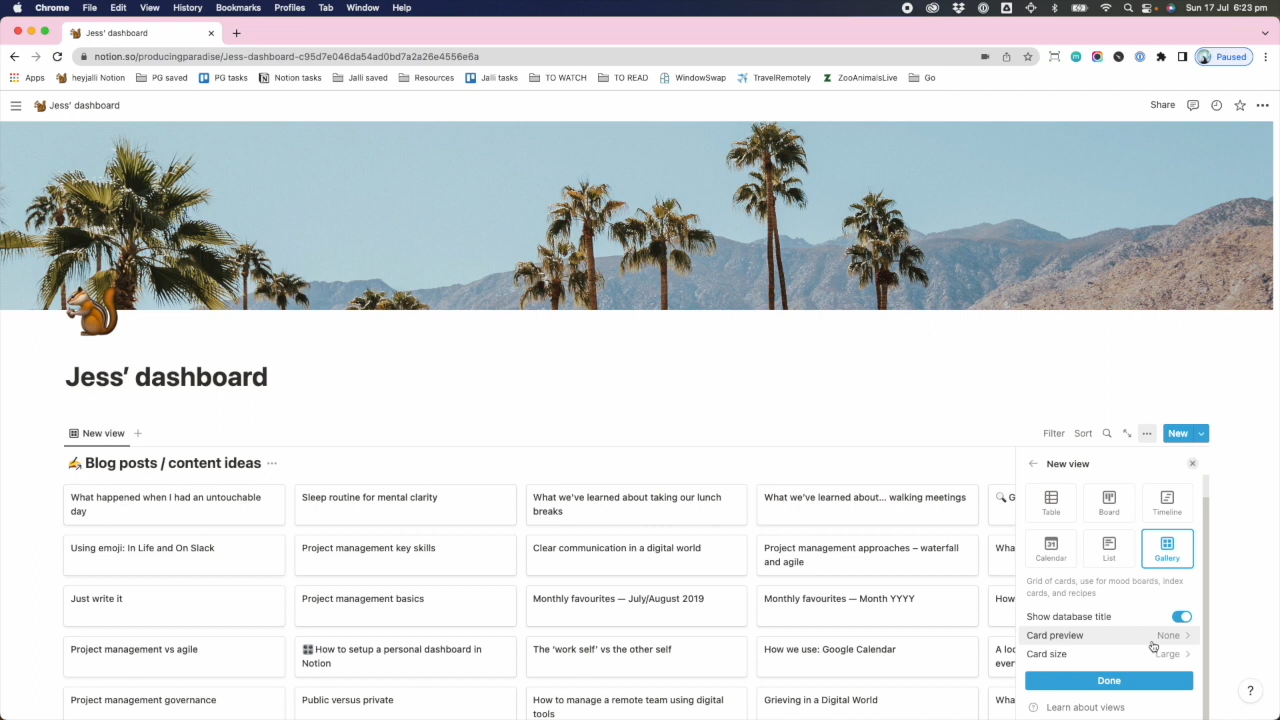 Chrome File Edit View History Bookmarks Profiles Tab Window Help Sun 17 Jul 6:23 pm
Jess' dashboard
notion.so/producingparadise/Jess-dashboard-c95d7e046da54ad0bd7a2a26e4556e6a Paused
Apps heyjalli Notion PG saved PG tasks Notion tasks Jalli saved Resources Jalli tasks TO WATCH TO READ WindowSwap TravelRemotely ZooAnimalsLive Go
Jess' dashboard Share
Jess' dashboard
New view Filter Sort New
✍️ Blog posts / content ideas
New view
What happened when I had an untouchable day
Sleep routine for mental clarity
What we've learned about taking our lunch breaks
What we've learned about... walking meetings
🔍 G
Using emoji: In Life and On Slack
Project management key skills
Clear communication in a digital world
Project management approaches – waterfall and agile
Wha
Just write it
Project management basics
Monthly favourites — July/August 2019
Monthly favourites — Month YYYY
How
Project management vs agile
🎛️ How to setup a personal dashboard in Notion
The 'work self' vs the other self
How we use: Google Calendar
A loo
ever
Project management governance
Public versus private
How to manage a remote team using digital tools
Grieving in a Digital World
Wha
Table Board Timeline
31
Calendar List Gallery
Grid of cards, use for mood boards, index
cards, and recipes
Show database title
Card preview None
Card size Large
Done
Learn about views
?